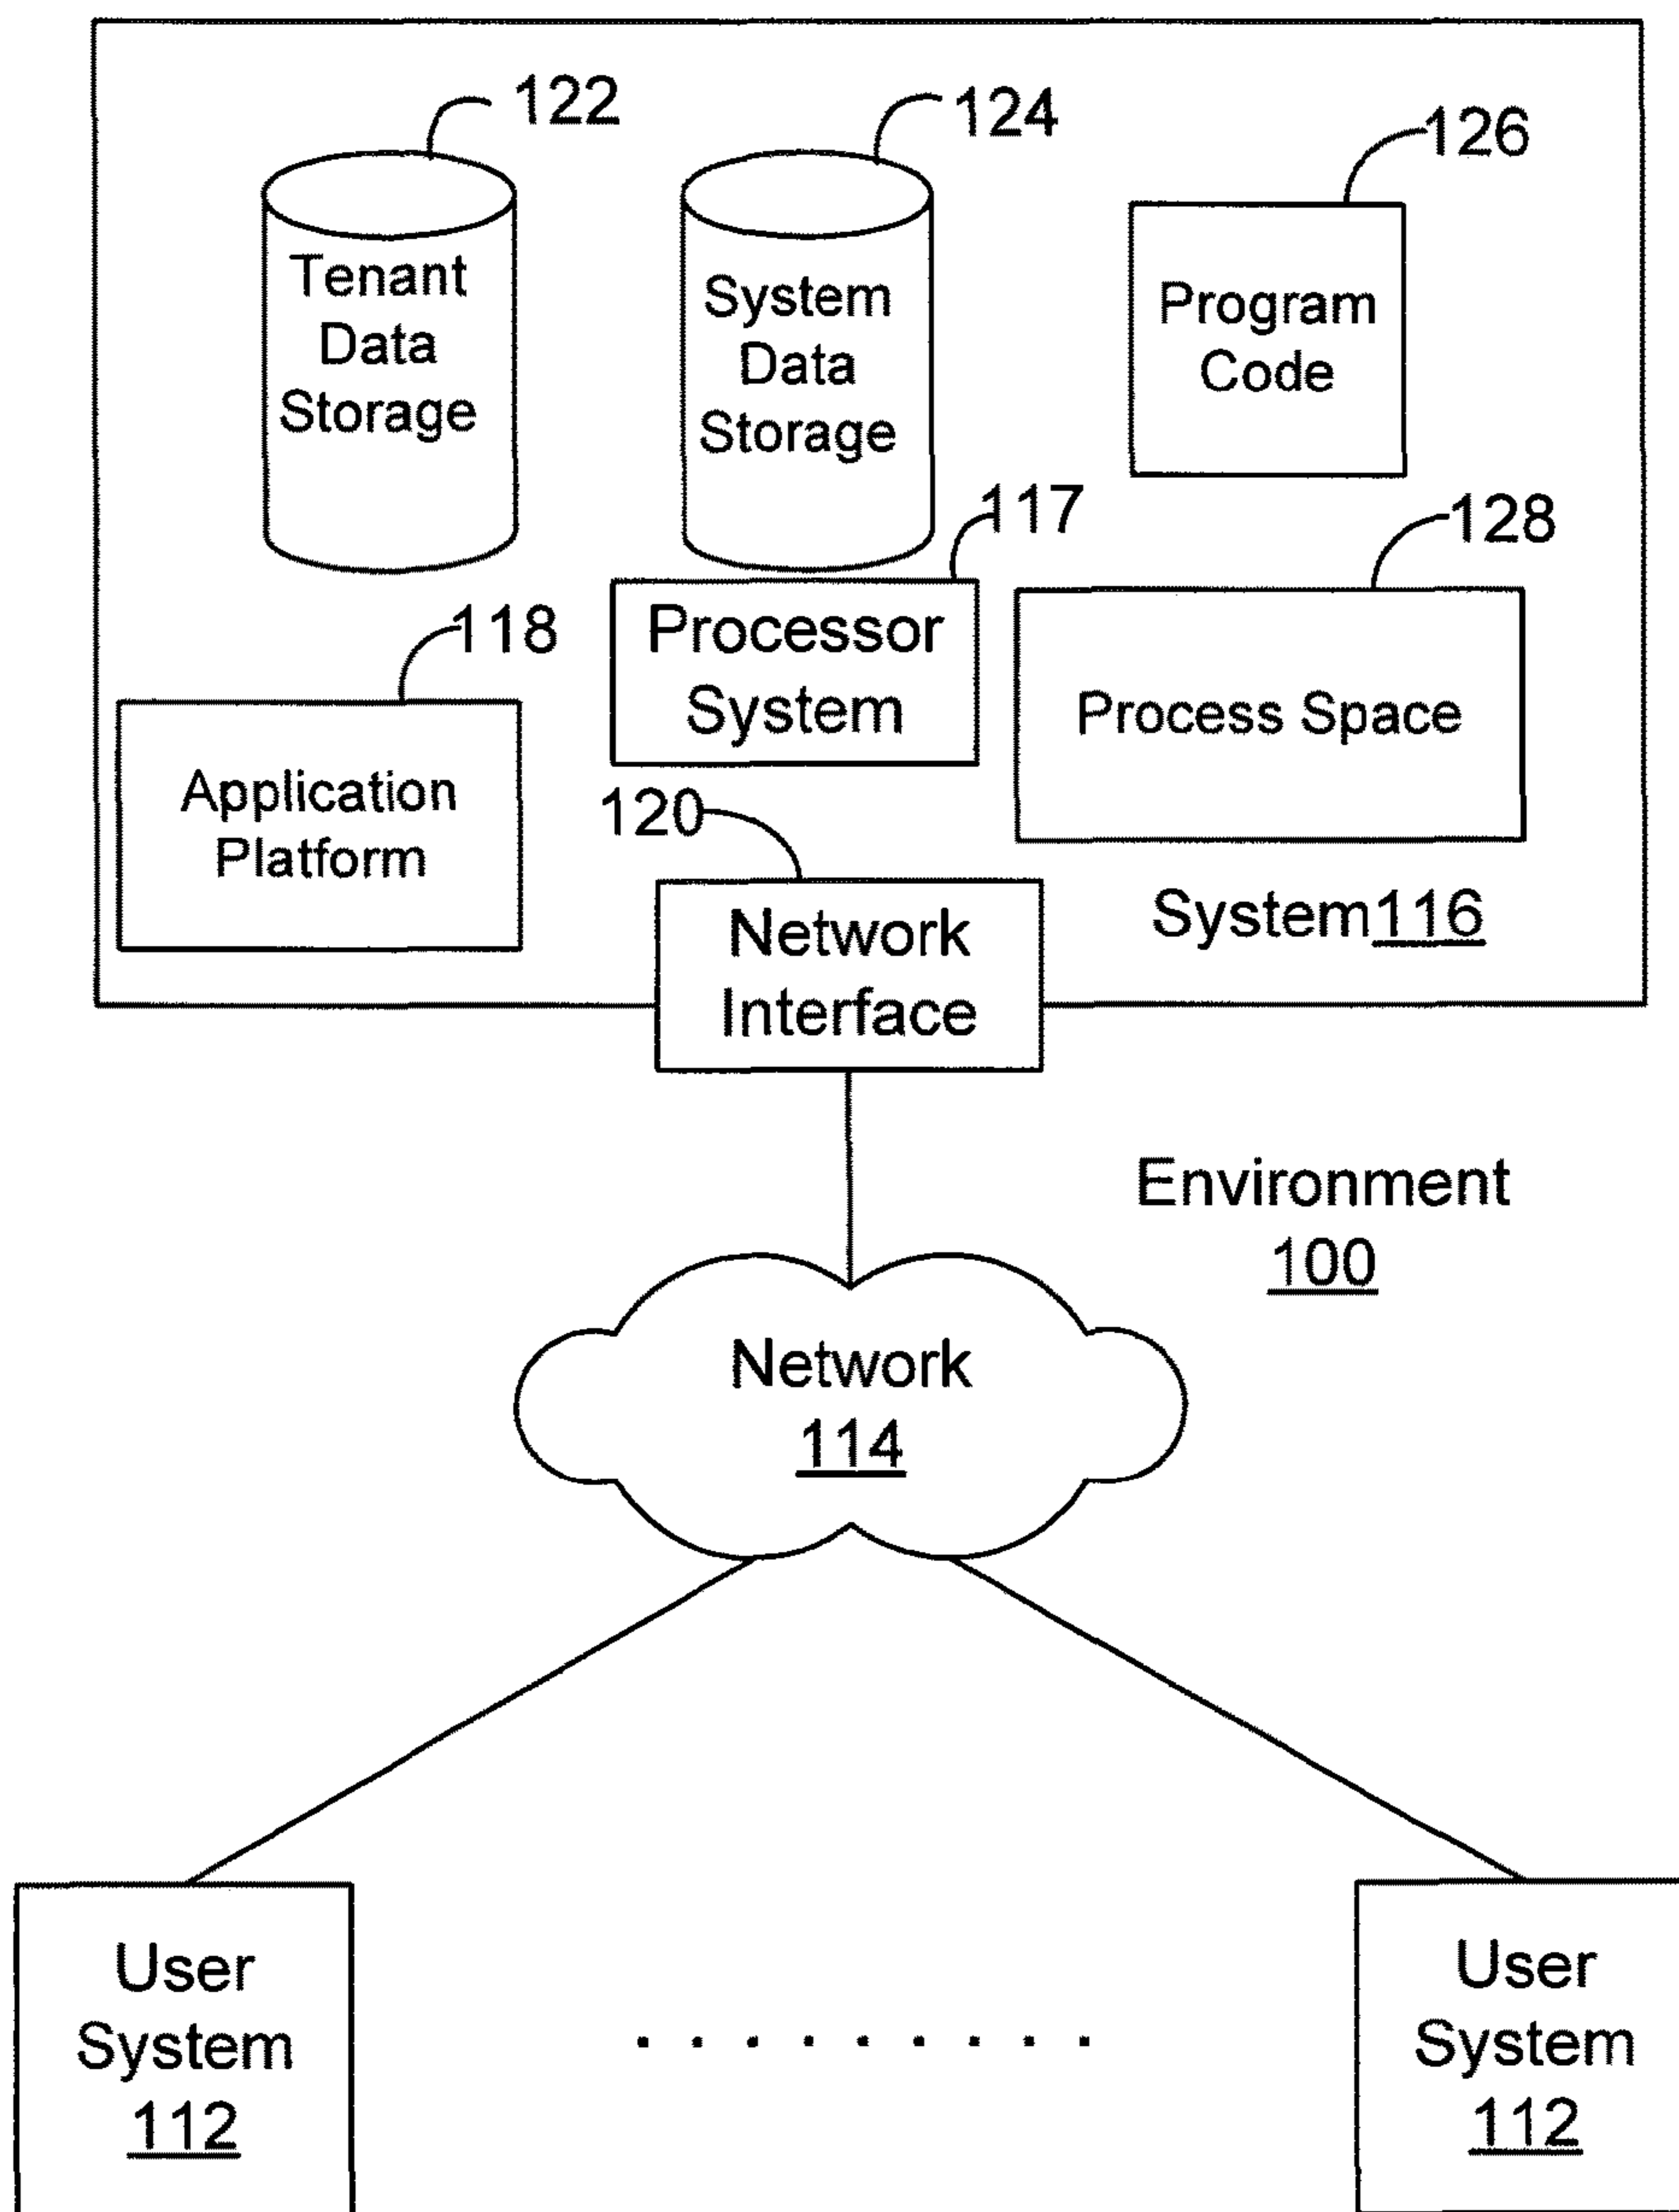 122
124
126
Tenant
Data
Storage
System
Data
Storage
Program
Code
117
128
118
Processor
System
Process Space
Application
Platform
120
Network
Interface
System116
Environment
100
Network
114
User
System
112
User
System
112